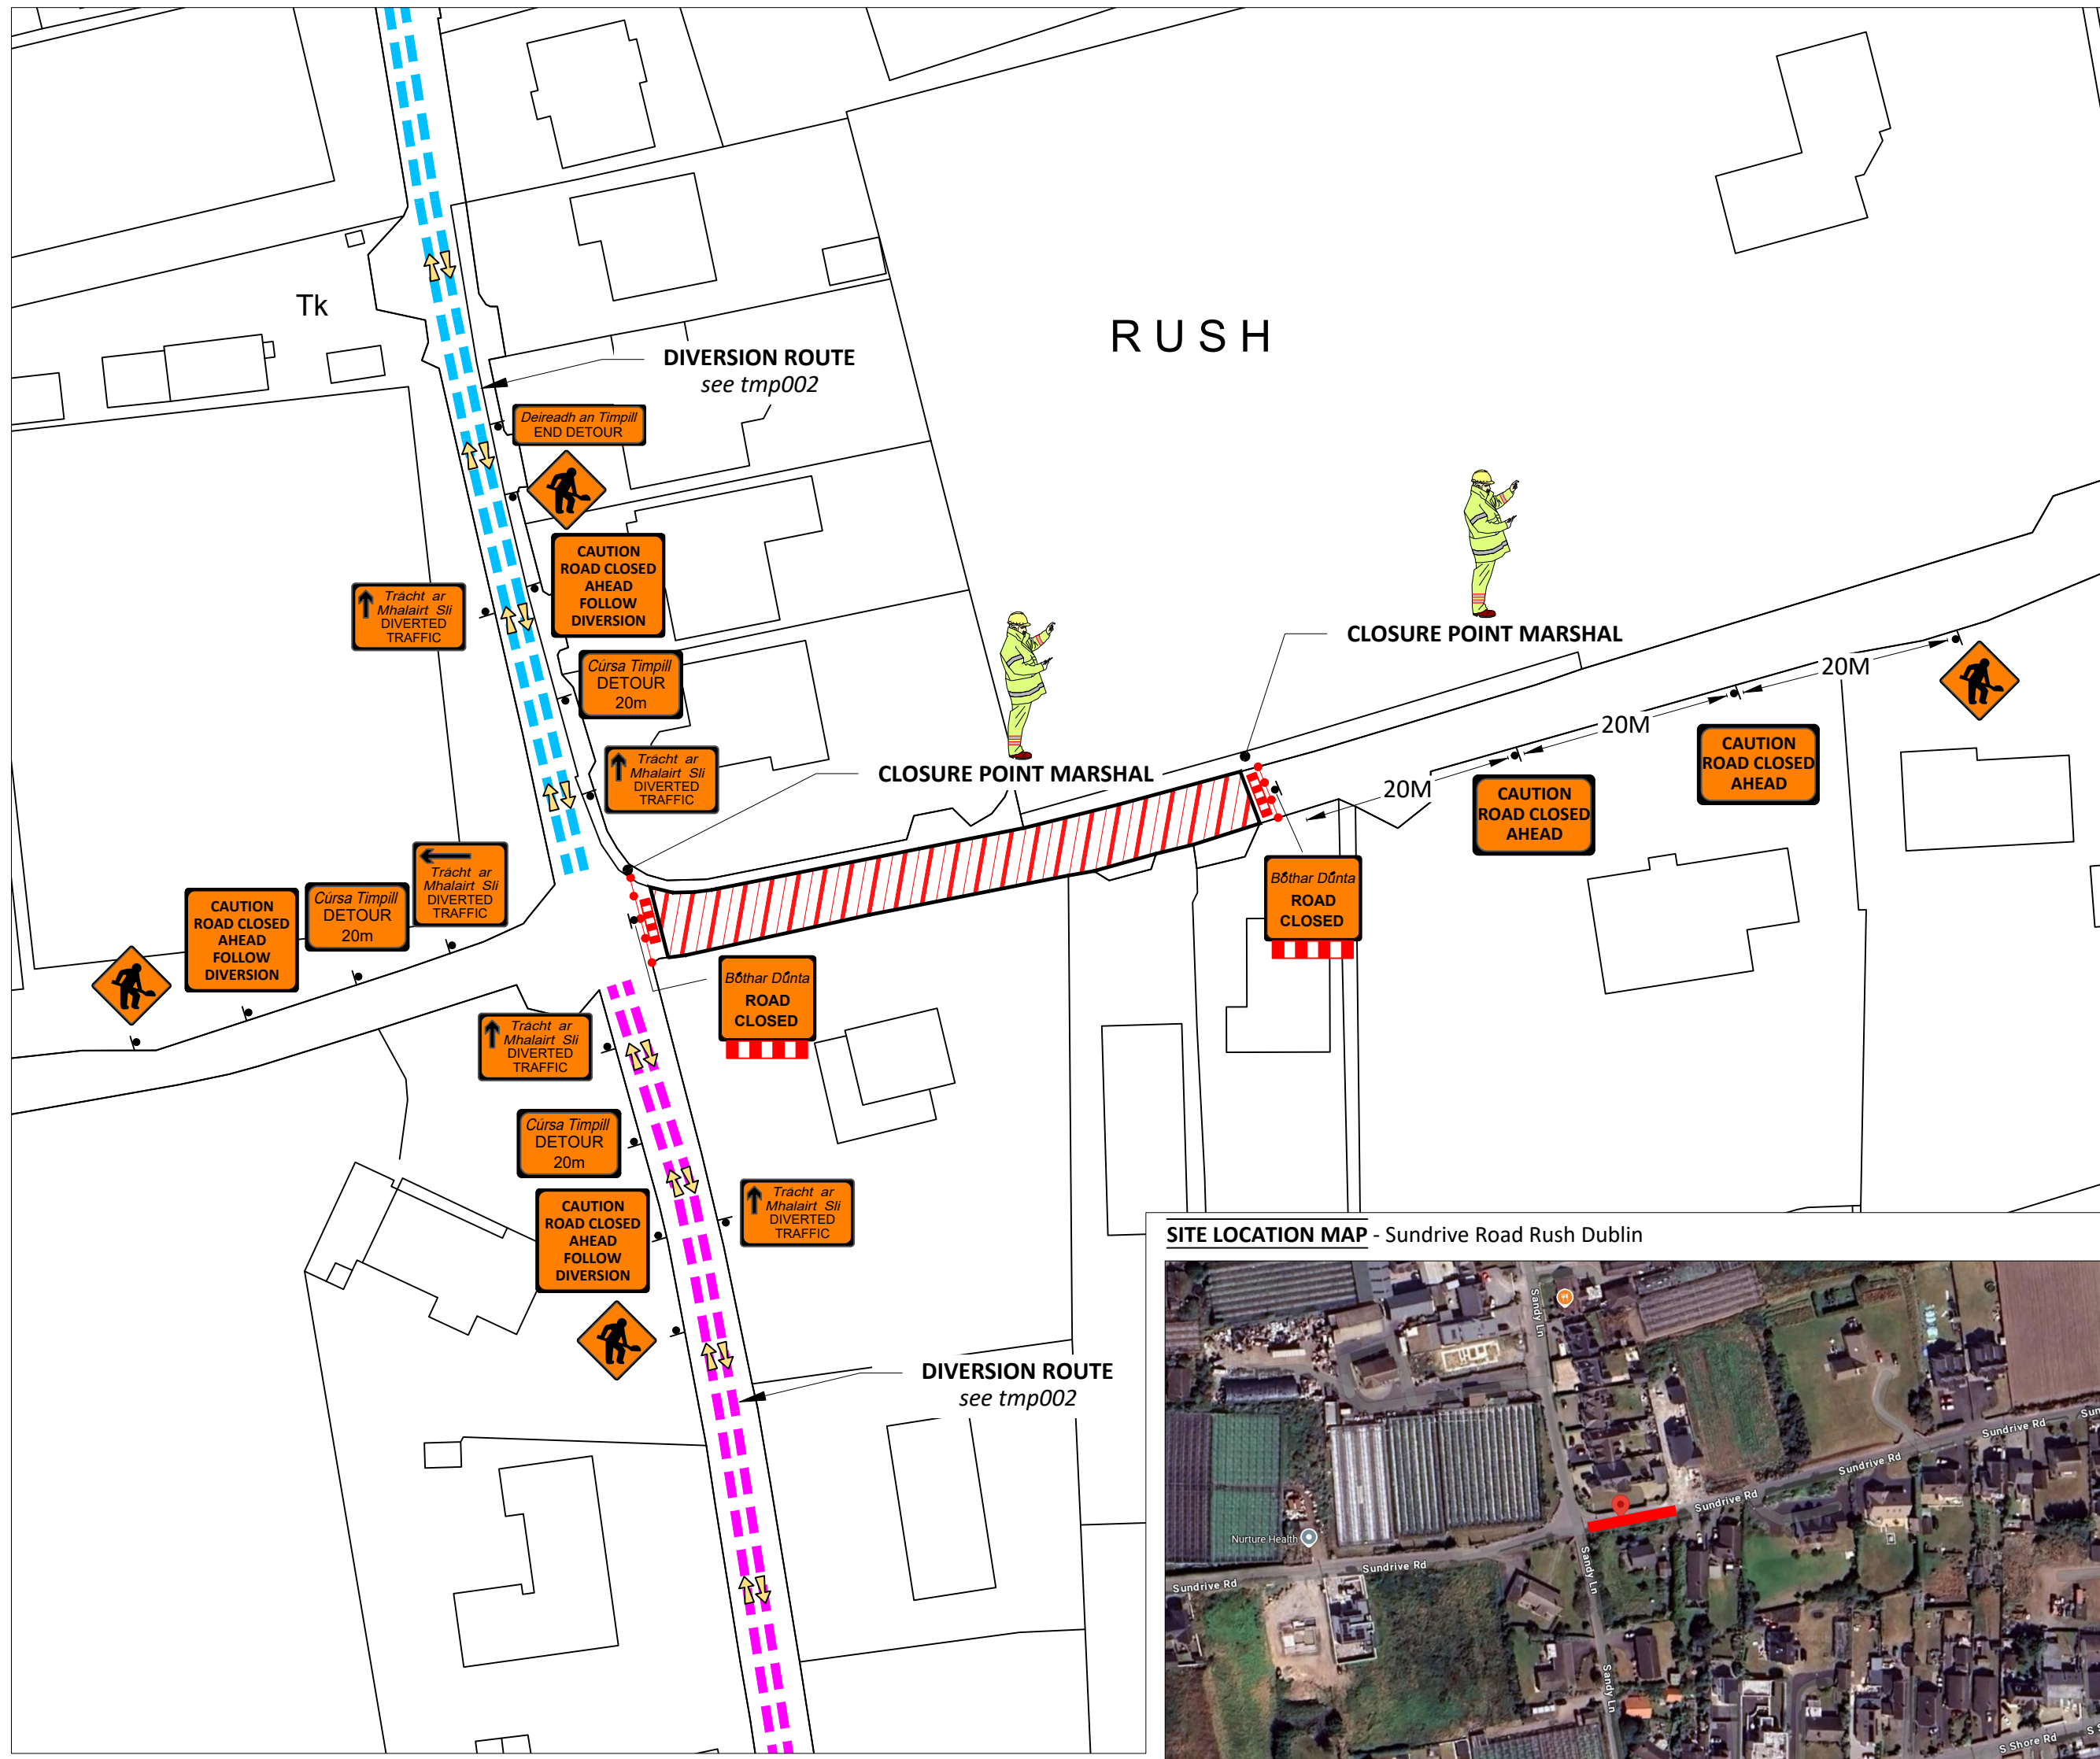 Tk
RUSH
DIVERSION ROUTE
see tmp002
Deireadh an Timpill
END DETOUR
CAUTION
ROAD CLOSED
AHEAD
FOLLOW
DIVERSION
Trácht ar
Mhalairt Slí
DIVERTED
TRAFFIC
Cúrsa Timpill
DETOUR
20m
Trácht ar
Mhalairt Slí
DIVERTED
TRAFFIC
CLOSURE POINT MARSHAL
CLOSURE POINT MARSHAL
20M
20M
20M
CAUTION
ROAD CLOSED
AHEAD
CAUTION
ROAD CLOSED
AHEAD
Bóthar Dúnta
ROAD
CLOSED
Trácht ar
Mhalairt Slí
DIVERTED
TRAFFIC
Cúrsa Timpill
DETOUR
20m
CAUTION
ROAD CLOSED
AHEAD
FOLLOW
DIVERSION
Bóthar Dúnta
ROAD
CLOSED
Trácht ar
Mhalairt Slí
DIVERTED
TRAFFIC
Cúrsa Timpill
DETOUR
20m
CAUTION
ROAD CLOSED
AHEAD
FOLLOW
DIVERSION
Trácht ar
Mhalairt Slí
DIVERTED
TRAFFIC
DIVERSION ROUTE
see tmp002
SITE LOCATION MAP - Sundrive Road Rush Dublin
Sandy Ln
Sundrive Rd
Sundrive Rd
Sundrive Rd
Nurture Health
Sundrive Rd
Sundrive Rd
Sandy Ln
Sandy Ln
S Shore Rd